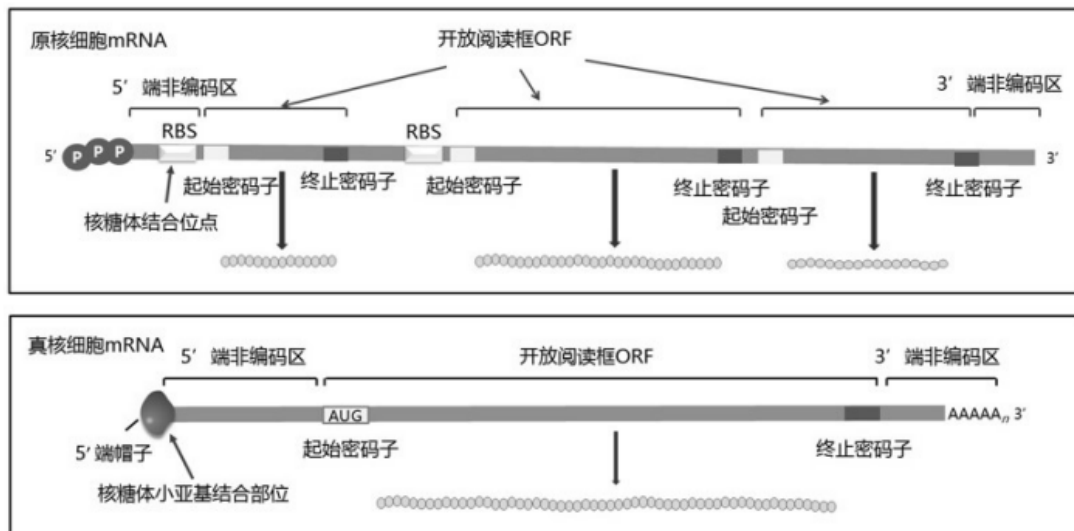 原核细胞mRNA
开放阅读框ORF
5′ 端非编码区
3′ 端非编码区
RBS
RBS
5′
P P P
3′
起始密码子
终止密码子
起始密码子
终止密码子
起始密码子
终止密码子
核糖体结合位点
真核细胞mRNA
5′ 端非编码区
开放阅读框ORF
3′ 端非编码区
AUG
AAAAAn 3′
5′端帽子
起始密码子
终止密码子
核糖体小亚基结合部位